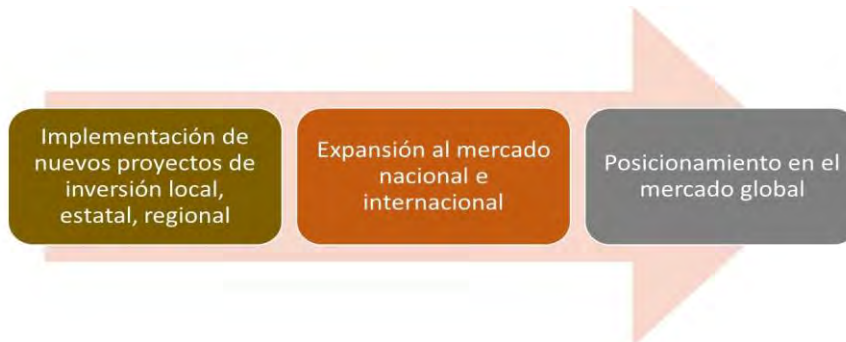 Implementación de
nuevos proyectos de
inversión local,
estatal, regional
Expansión al mercado
nacional e
internacional
Posicionamiento en el
mercado global